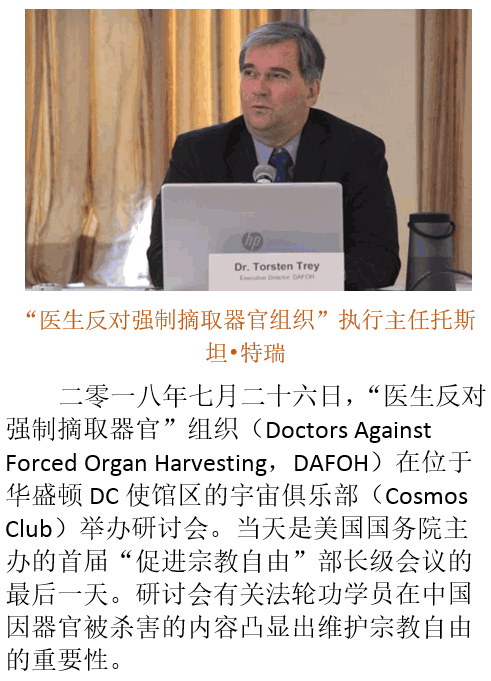 hp
Dr. Torsten Trey
Executive Director DAFOH
“医生反对强制摘取器官组织”执行主任托斯
坦•特瑞
二零一八年七月二十六日，“医生反对
强制摘取器官”组织（Doctors Against
Forced Organ Harvesting，DAFOH）在位于
华盛顿 DC 使馆区的宇宙俱乐部（Cosmos
Club）举办研讨会。当天是美国国务院主
办的首届“促进宗教自由”部长级会议的
最后一天。研讨会有关法轮功学员在中国
因器官被杀害的内容凸显出维护宗教自由
的重要性。